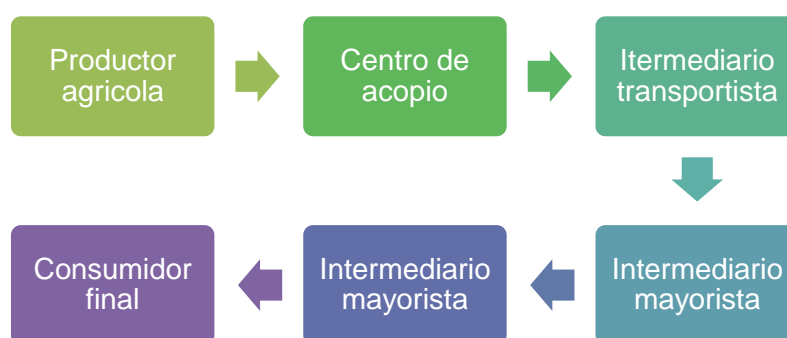 Productor
agricola
Centro de
acopio
Itermediario
transportista
Intermediario
mayorista
Intermediario
mayorista
Consumidor
final